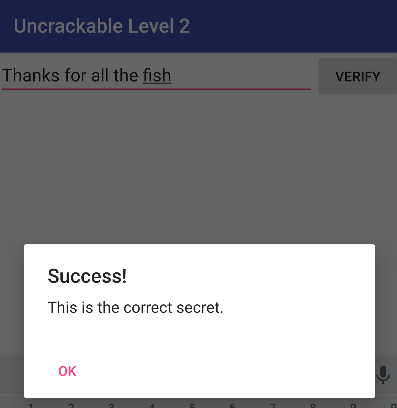 Uncrackable Level 2
Thanks for all the fish
VERIFY
Success!
This is the correct secret.
OK
1 2 3 4 5 6 7 8 9 0